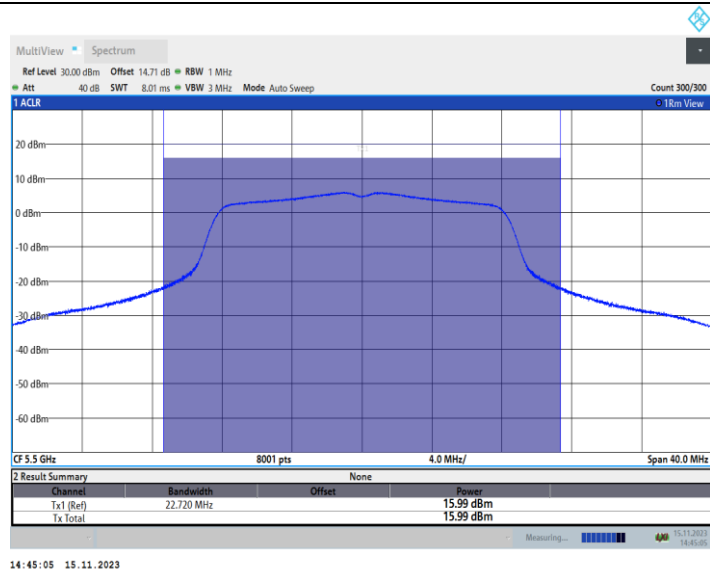 MultiView Spectrum
Ref Level 30.00 dBm Offset 14.71 dB RBW 1 MHz
Att 40 dB SWT 8.01 ms VBW 3 MHz Mode Auto Sweep Count 300/300
1 ACLR 1Rm View
20 dBm
10 dBm
0 dBm
-10 dBm
-20 dBm
-30 dBm
-40 dBm
-50 dBm
-60 dBm
CF 5.5 GHz 8001 pts 4.0 MHz/ Span 40.0 MHz
2 Result Summary None
Channel Bandwidth Offset Power
Tx1 (Ref) 22.720 MHz 15.99 dBm
Tx Total 15.99 dBm
Measuring... 15.11.2023
14:45:05
14:45:05 15.11.2023